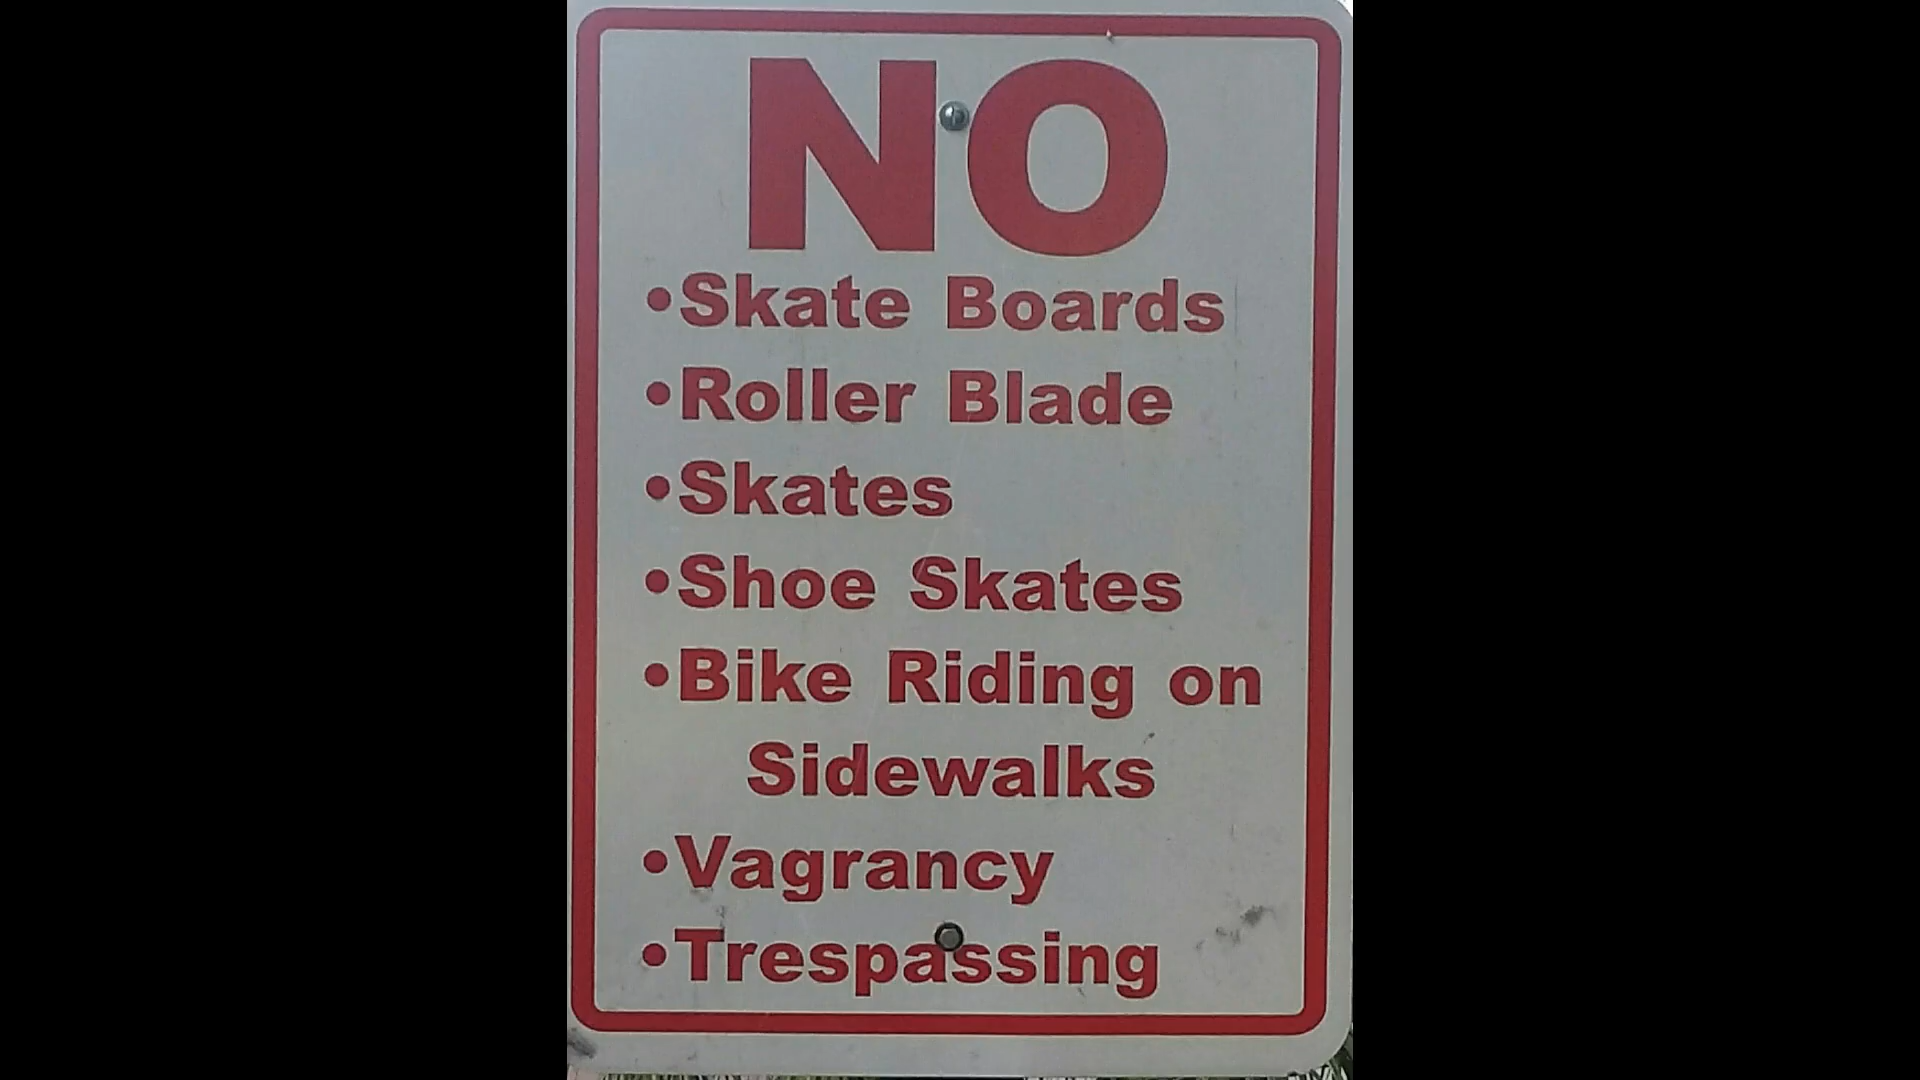 NO
•Skate Boards
•Roller Blade
•Skates
•Shoe Skates
•Bike Riding on
Sidewalks
•Vagrancy
•Trespassing